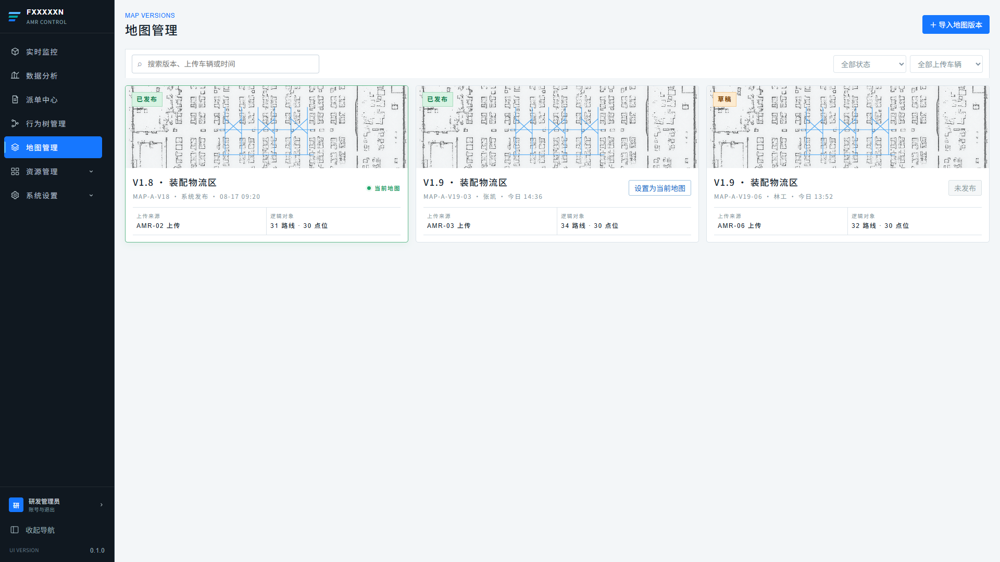 FXXXXXN
AMR CONTROL
实时监控
数据分析
派单中心
行为树管理
地图管理
资源管理
系统设置
研
研发管理员
账号与退出
收起导航
UI VERSION 0.1.0
MAP VERSIONS
地图管理
+ 导入地图版本
搜索版本、上传车辆或时间
全部状态
全部上传车辆
已发布
V1.8 • 装配物流区
MAP-A-V18 • 系统发布 • 08-17 09:20
当前地图
上传来源
AMR-02 上传
逻辑对象
31 路线 · 30 点位
已发布
V1.9 • 装配物流区
MAP-A-V19-03 • 张凯 • 今日 14:36
设置为当前地图
上传来源
AMR-03 上传
逻辑对象
34 路线 · 30 点位
草稿
V1.9 • 装配物流区
MAP-A-V19-06 • 林工 • 今日 13:52
未发布
上传来源
AMR-06 上传
逻辑对象
32 路线 · 30 点位